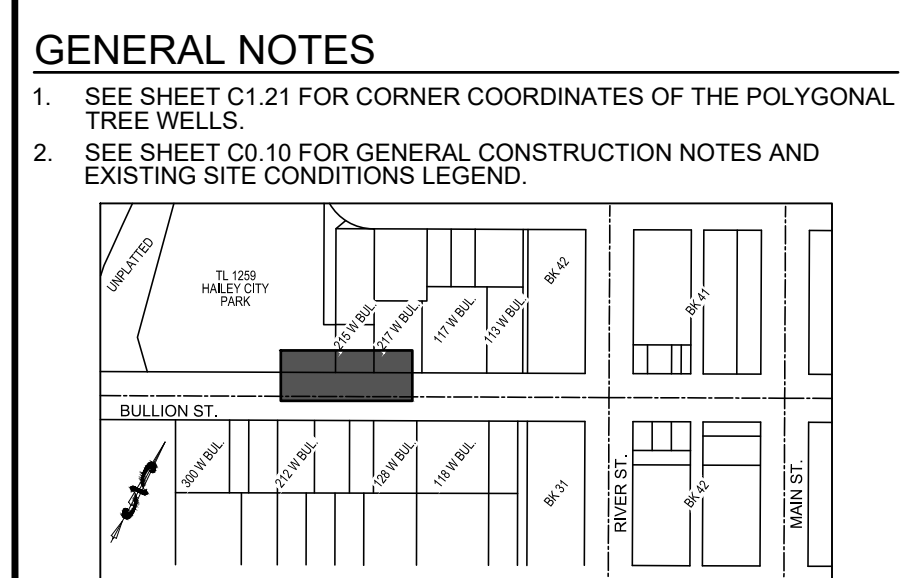 GENERAL NOTES
1. SEE SHEET C1.21 FOR CORNER COORDINATES OF THE POLYGONAL
TREE WELLS.
2. SEE SHEET C0.10 FOR GENERAL CONSTRUCTION NOTES AND
EXISTING SITE CONDITIONS LEGEND.
UNPLATTED
TL 1259
HAILEY CITY
PARK
215 W BUL.
217 W BUL.
117 W BUL.
113 W BUL.
BK 42
BK 41
BULLION ST.
300 W BUL.
212 W BUL.
128 W BUL.
118 W BUL.
BK 31
RIVER ST.
BK 42
MAIN ST.